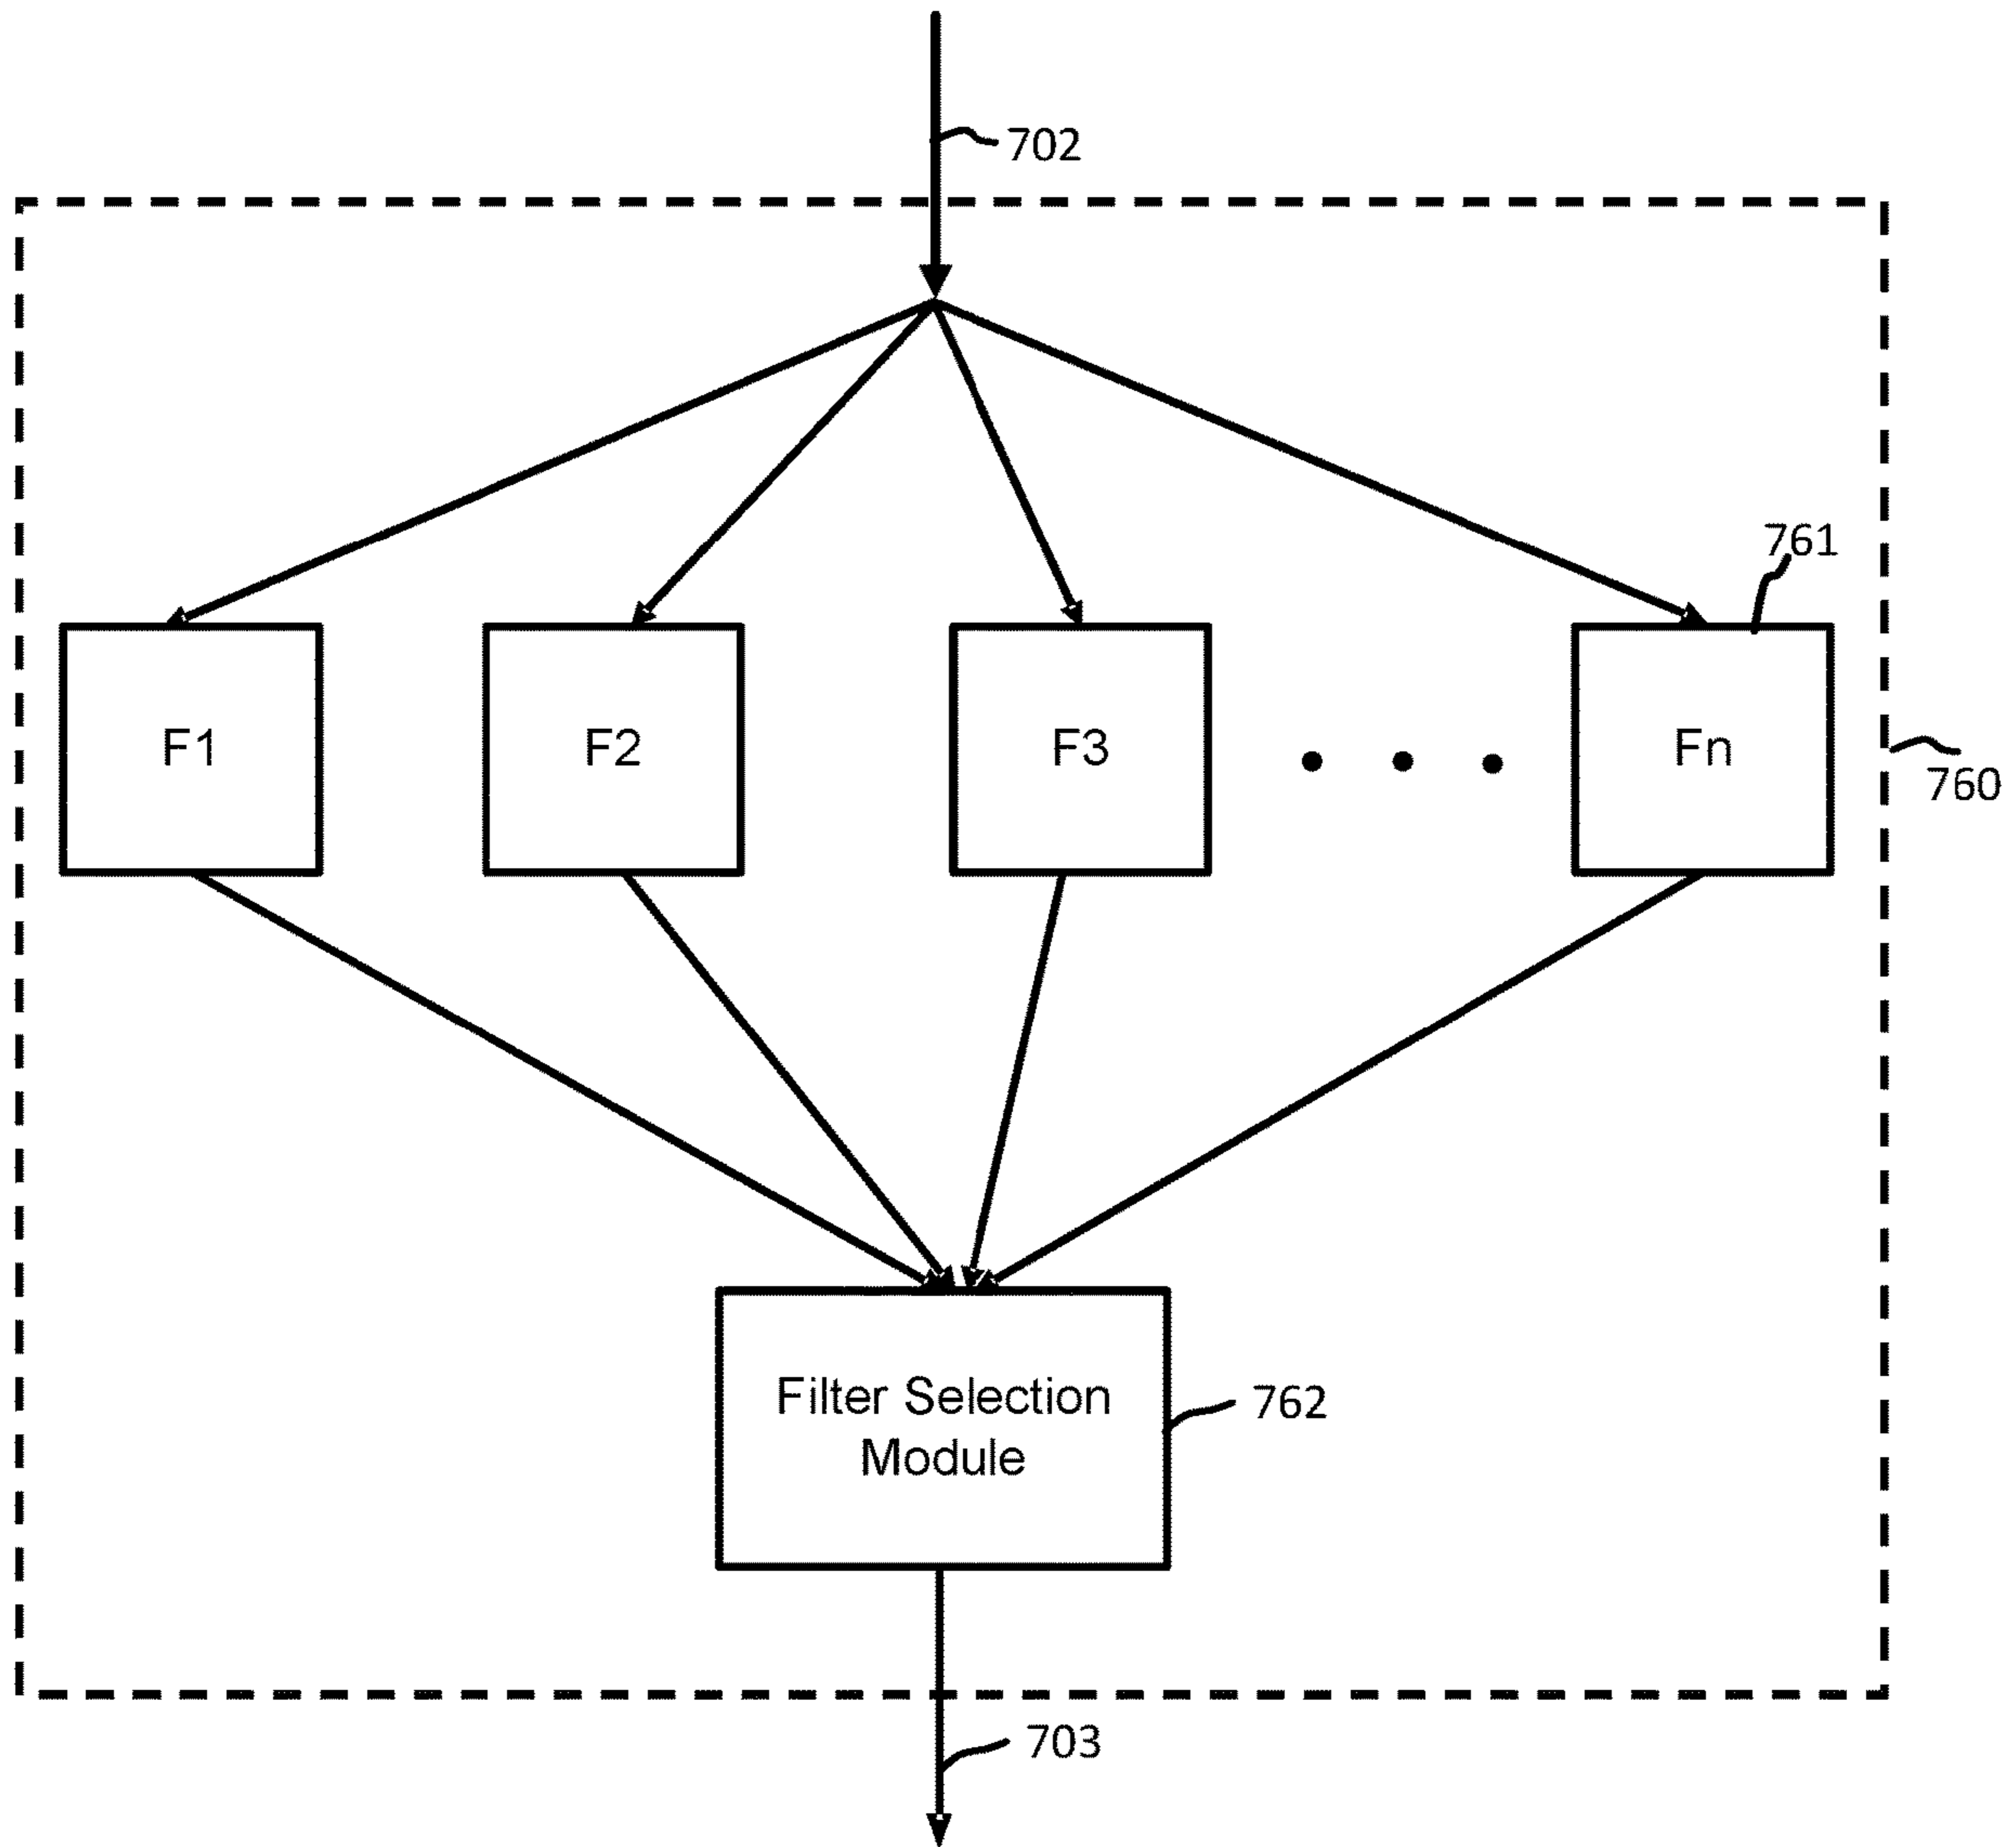 702
761
F1
F2
F3
Fn
760
Filter Selection
Module
762
703